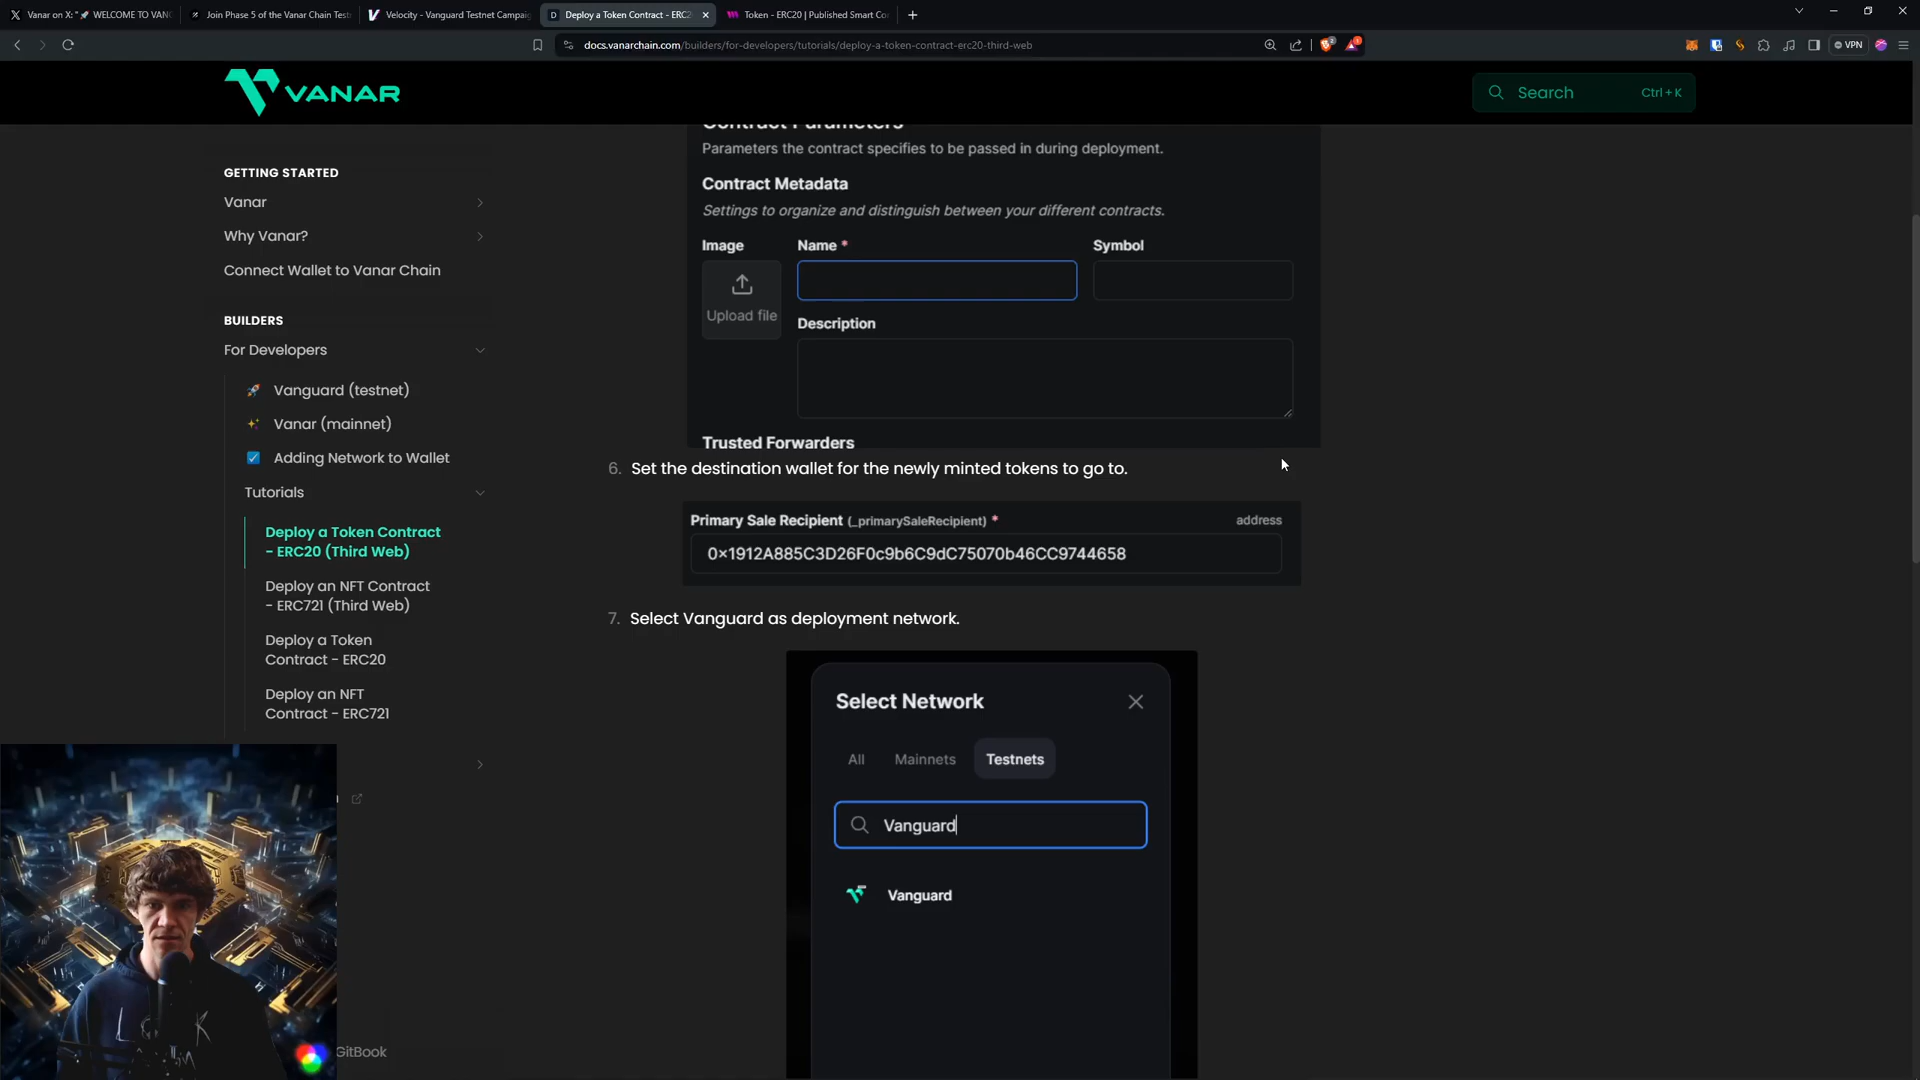 Vanar on X: "🚀 WELCOME TO VAN
Join Phase 5 of the Vanar Chain Test
Velocity - Vanguard Testnet Campaig
Deploy a Token Contract - ERC2
Token - ERC20 | Published Smart Co
docs.vanarchain.com/builders/for-developers/tutorials/deploy-a-token-contract-erc20-third-web
VPN
VANAR
Search
Ctrl + K
GETTING STARTED
Vanar
Why Vanar?
Connect Wallet to Vanar Chain
BUILDERS
For Developers
Vanguard (testnet)
Vanar (mainnet)
Adding Network to Wallet
Tutorials
Deploy a Token Contract
- ERC20 (Third Web)
Deploy an NFT Contract
- ERC721 (Third Web)
Deploy a Token
Contract - ERC20
Deploy an NFT
Contract - ERC721
GitBook
Contract Parameters
Parameters the contract specifies to be passed in during deployment.
Contract Metadata
Settings to organize and distinguish between your different contracts.
Image
Name *
Symbol
Upload file
Description
Trusted Forwarders
6. Set the destination wallet for the newly minted tokens to go to.
Primary Sale Recipient (_primarySaleRecipient) *
address
0x1912A885C3D26F0c9b6C9dC75070b46CC9744658
7. Select Vanguard as deployment network.
Select Network
All
Mainnets
Testnets
Vanguard
Vanguard